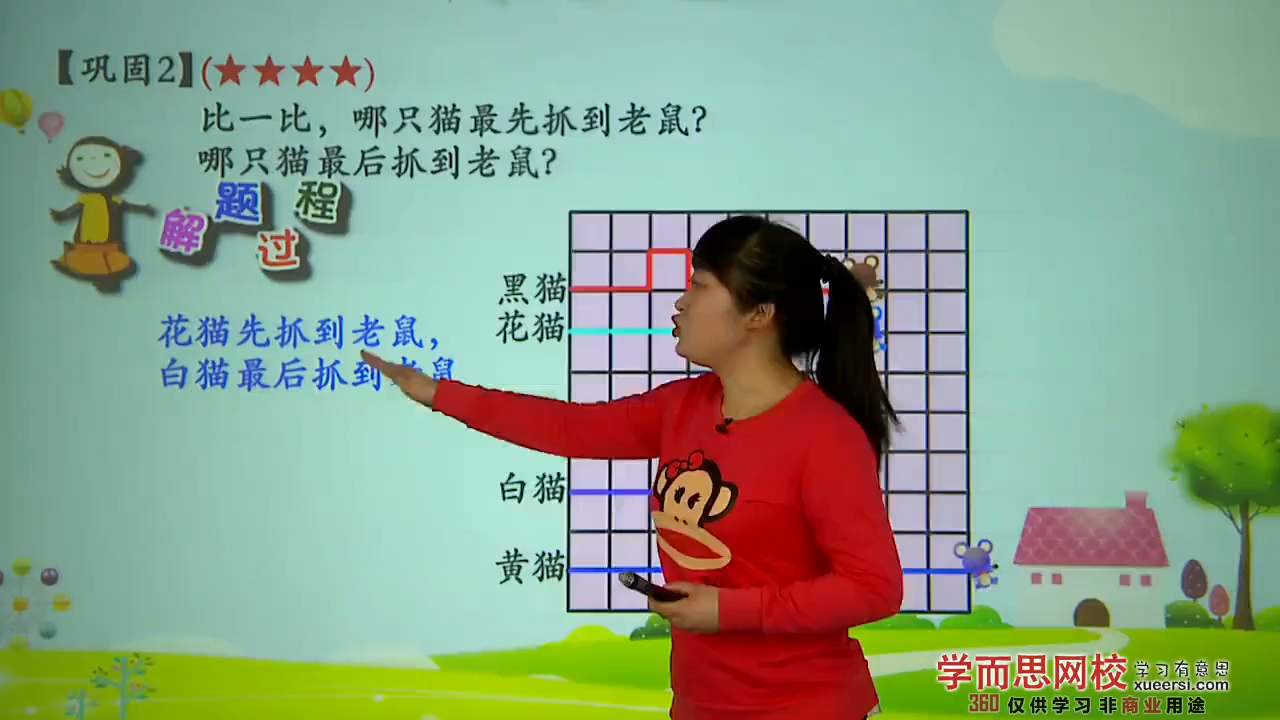 【巩固2】(★★★★)
比一比，哪只猫最先抓到老鼠？
哪只猫最后抓到老鼠？
解题过程
花猫先抓到老鼠，
白猫最后抓到老鼠
黑猫
花猫
白猫
黄猫
学而思网校 学习有意思
xueersi.com
360 仅供学习 非商业用途